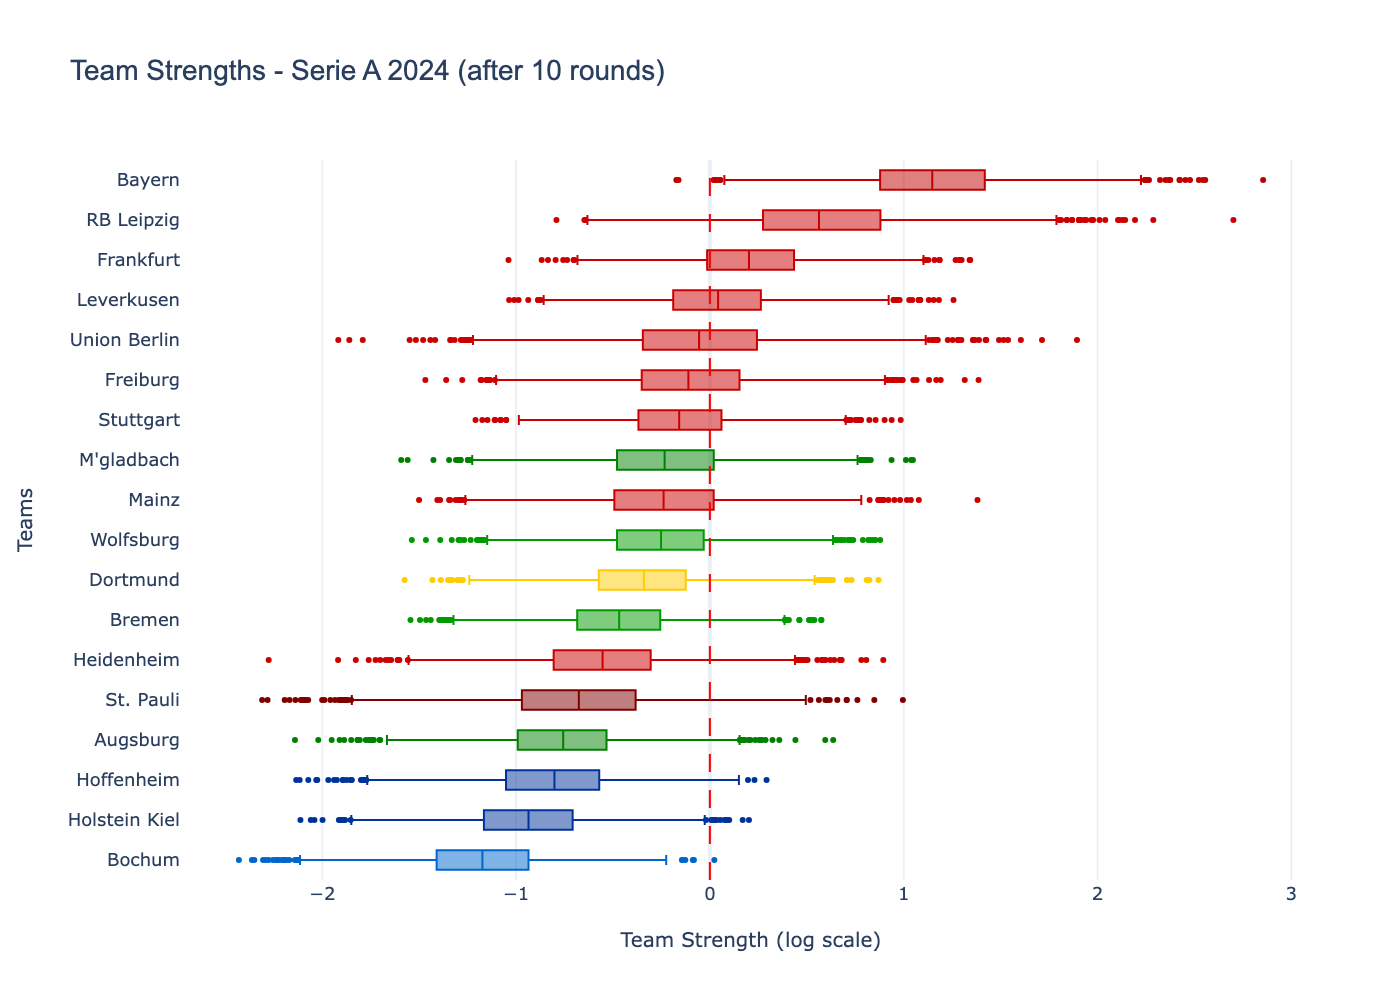 Team Strengths - Serie A 2024 (after 10 rounds)
Teams
Bayern
RB Leipzig
Frankfurt
Leverkusen
Union Berlin
Freiburg
Stuttgart
M'gladbach
Mainz
Wolfsburg
Dortmund
Bremen
Heidenheim
St. Pauli
Augsburg
Hoffenheim
Holstein Kiel
Bochum
−2 −1 0 1 2 3
Team Strength (log scale)